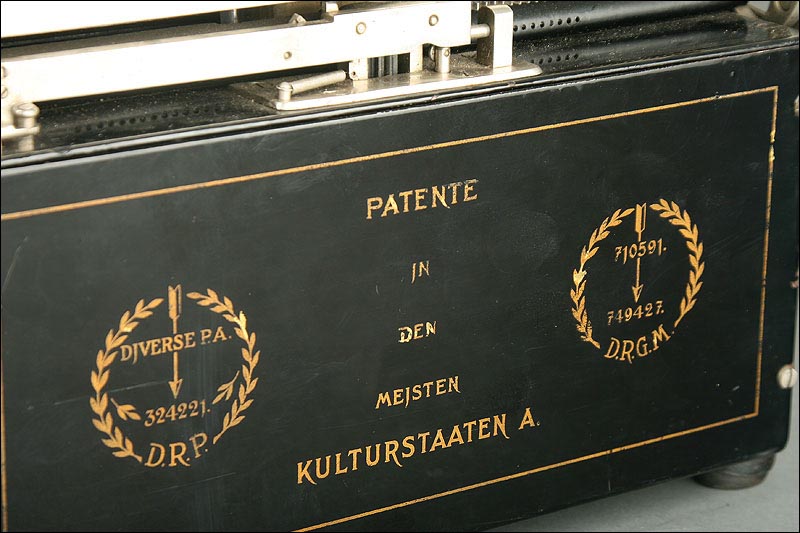 PATENTE
JN
DEN
MEJSTEN
KULTURSTAATEN A.
DJVERSE P.A.
324221.
D.R.P.
710591.
749427.
D.R.G.M.